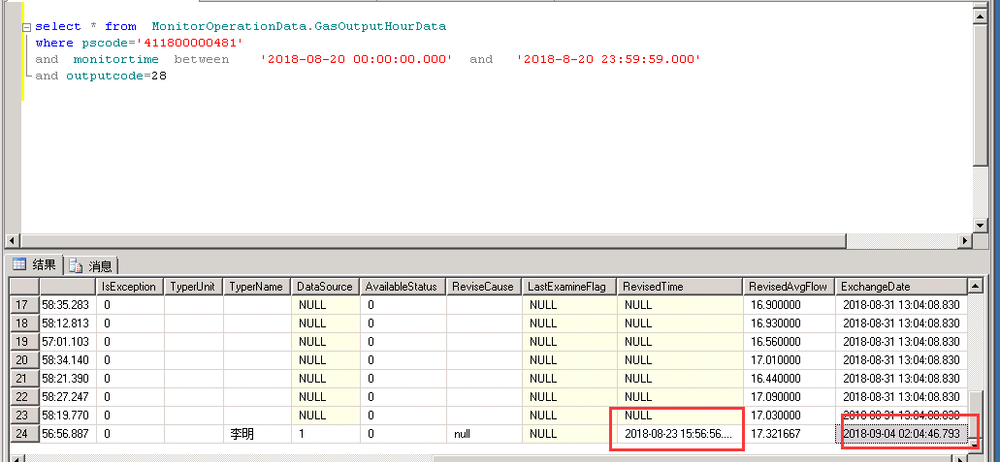 select * from  MonitorOperationData.GasOutputHourData
where pscode='411800000481'
and  monitortime  between    '2018-08-20 00:00:00.000'  and   '2018-8-20 23:59:59.000'
and outputcode=28
结果 消息
IsException TyperUnit TyperName DataSource AvailableStatus ReviseCause LastExamineFlag RevisedTime RevisedAvgFlow ExchangeDate
17 58:35.283 0 NULL 0 NULL NULL 16.900000 2018-08-31 13:04:08.830
18 58:12.813 0 NULL 0 NULL NULL 16.930000 2018-08-31 13:04:08.830
19 57:01.103 0 NULL 0 NULL NULL 16.560000 2018-08-31 13:04:08.830
20 58:34.140 0 NULL 0 NULL NULL 17.010000 2018-08-31 13:04:08.830
21 58:21.390 0 NULL 0 NULL NULL 16.440000 2018-08-31 13:04:08.830
22 58:27.247 0 NULL 0 NULL NULL 17.090000 2018-08-31 13:04:08.830
23 58:19.770 0 NULL 0 NULL NULL 17.030000 2018-08-31 13:04:08.830
24 56:56.887 0 李明 1 0 null NULL 2018-08-23 15:56:56.... 17.321667 2018-09-04 02:04:46.793